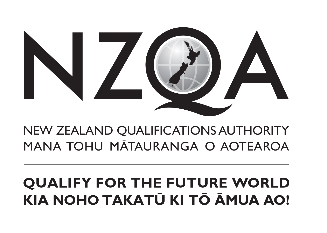 NZQA
NEW ZEALAND QUALIFICATIONS AUTHORITY
MANA TOHU MĀTAURANGA O AOTEAROA
QUALIFY FOR THE FUTURE WORLD
KIA NOHO TAKATŪ KI TŌ ĀMUA AO!